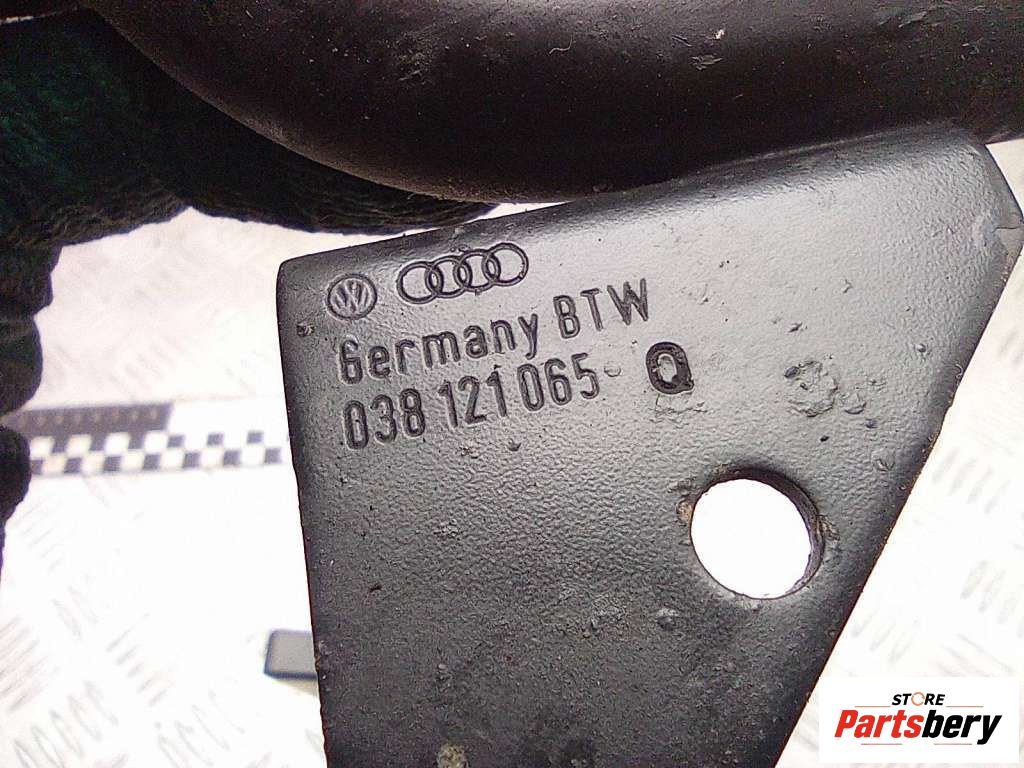 Germany BTW
038 121 065 Q
STORE
Partsbery